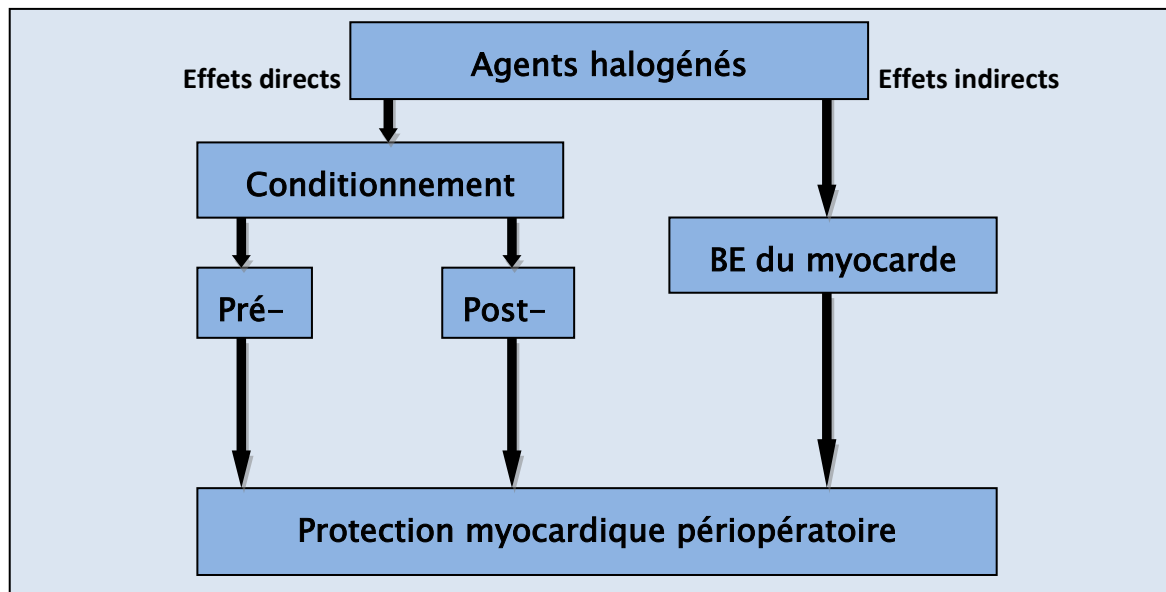 Agents halogénés
Effets directs
Effets indirects
Conditionnement
BE du myocarde
Pré-
Post-
Protection myocardique périopératoire